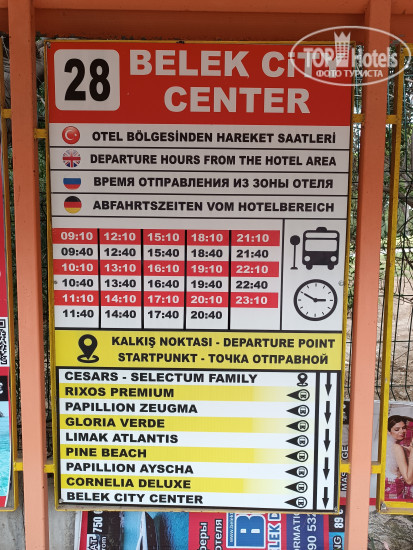 TOP Hotels
ФОТО ТУРИСТА
28
BELEK CITY
CENTER
OTEL BÖLGESİNDEN HAREKET SAATLERİ
DEPARTURE HOURS FROM THE HOTEL AREA
ВРЕМЯ ОТПРАВЛЕНИЯ ИЗ ЗОНЫ ОТЕЛЯ
ABFAHRTSZEITEN VOM HOTELBEREICH
09:10 12:10 15:10 18:10 21:10
09:40 12:40 15:40 18:40 21:40
10:10 13:10 16:10 19:10 22:10
10:40 13:40 16:40 19:40 22:40
11:10 14:10 17:10 20:10 23:10
11:40 14:40 17:40 20:40
KALKIŞ NOKTASI - DEPARTURE POINT
STARTPUNKT - ТОЧКА ОТПРАВНОЙ
CESARS - SELECTUM FAMILY
RIXOS PREMIUM
PAPILLION ZEUGMA
GLORIA VERDE
LIMAK ATLANTIS
PINE BEACH
PAPILLION AYSCHA
CORNELIA DELUXE
BELEK CITY CENTER